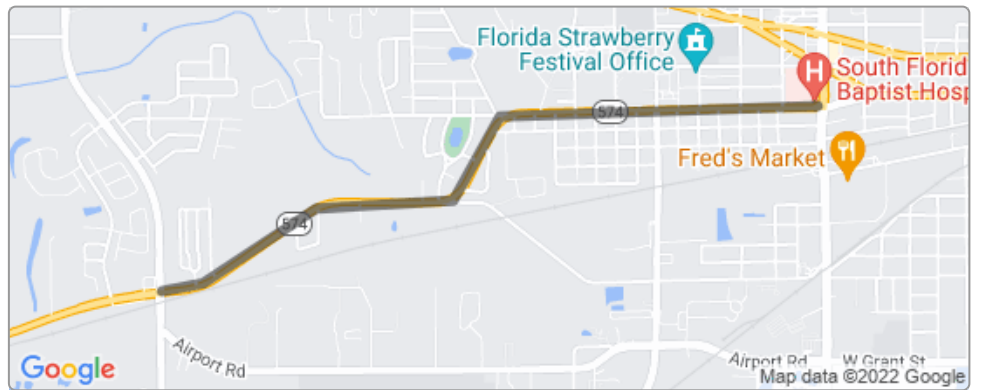 Florida Strawberry
Festival Office
South Florid
Baptist Hosp
574
Fred's Market
574
Airport Rd
Airport Rd
W Grant St
Google
Map data ©2022 Google